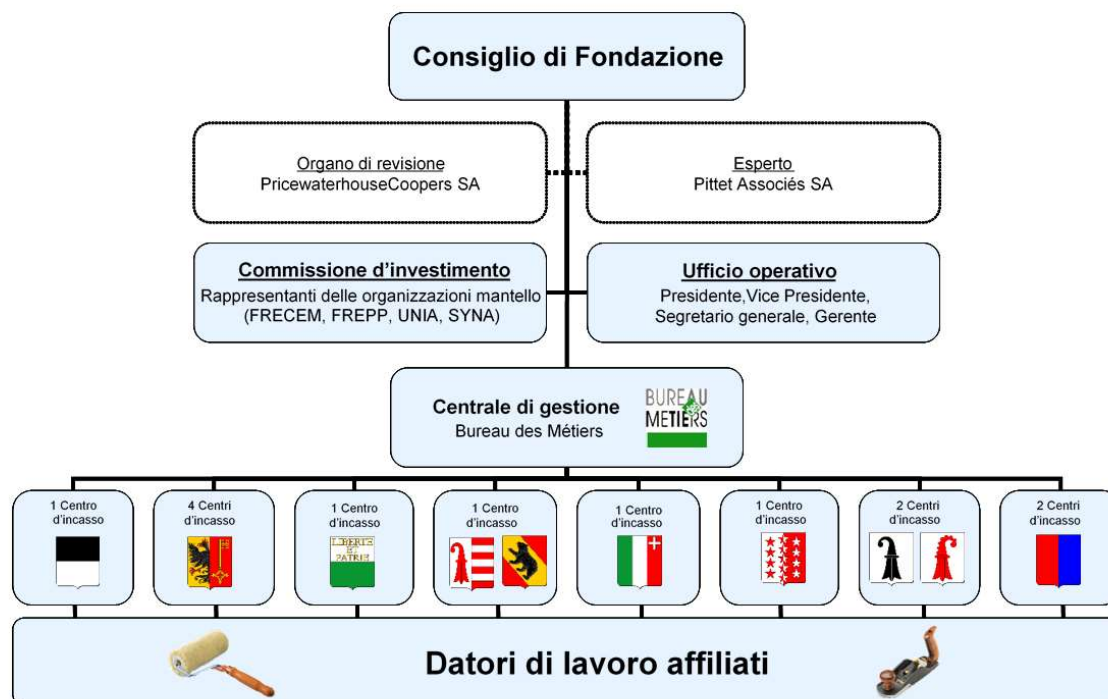 Consiglio di Fondazione
Organo di revisione
PricewaterhouseCoopers SA
Esperto
Pittet Associés SA
Commissione d'investimento
Rappresentanti delle organizzazioni mantello
(FRECEM, FREPP, UNIA, SYNA)
Ufficio operativo
Presidente,Vice Presidente,
Segretario generale, Gerente
Centrale di gestione
Bureau des Métiers
BUREAU
METIERS
1 Centro
d'incasso
4 Centri
d'incasso
1 Centro
d'incasso
LIBERTE
ET
PATRIE
1 Centro
d'incasso
1 Centro
d'incasso
1 Centro
d'incasso
2 Centri
d'incasso
2 Centri
d'incasso
Datori di lavoro affiliati